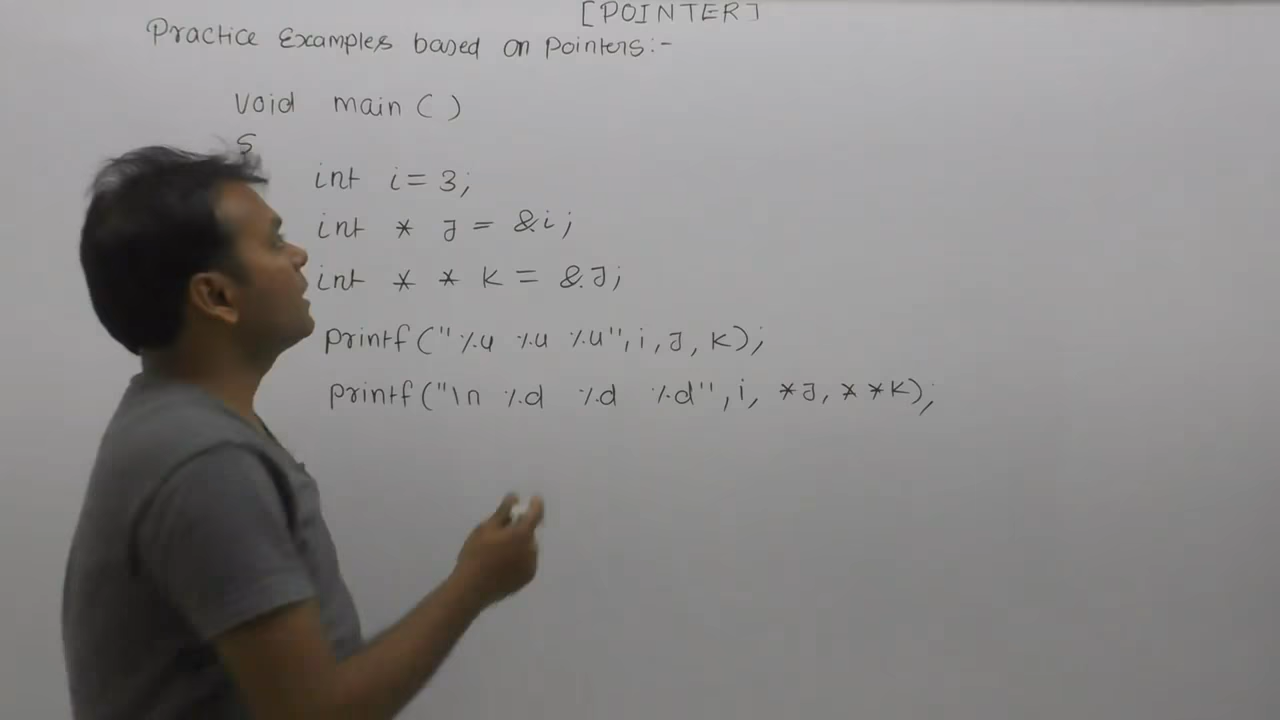 [POINTER]
Practice Examples based on pointers:-
void main ( )
{
int i = 3;
int * J = &i;
int * * K = &J;
printf("%u %u %u", i, J, K);
printf("\n %d %d %d", i, *J, * *K);